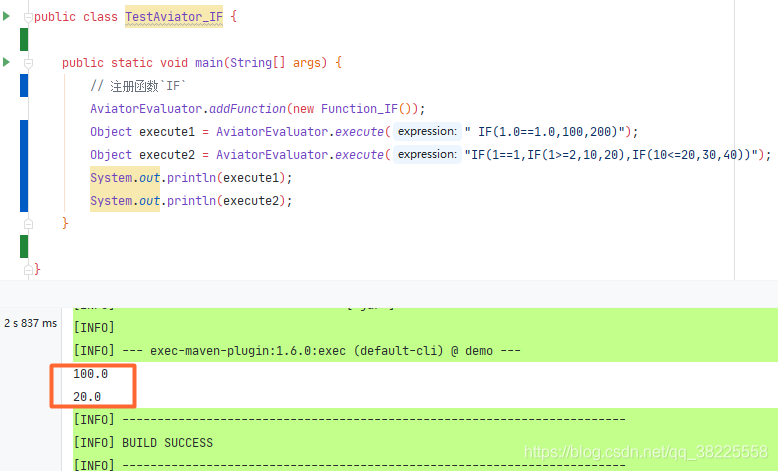 public class TestAviator_IF {
public static void main(String[] args) {
// 注册函数`IF`
AviatorEvaluator.addFunction(new Function_IF());
Object execute1 = AviatorEvaluator.execute( expression: " IF(1.0==1.0,100,200)");
Object execute2 = AviatorEvaluator.execute( expression: "IF(1==1,IF(1>=2,10,20),IF(10<=20,30,40))");
System.out.println(execute1);
System.out.println(execute2);
}
}
2 s 837 ms
[INFO]
[INFO] --- exec-maven-plugin:1.6.0:exec (default-cli) @ demo ---
100.0
20.0
[INFO] ------------------------------------------------------------------------
[INFO] BUILD SUCCESS
[INFO] ------------------------------------------------------------------------
https://blog.csdn.net/qq_38225558